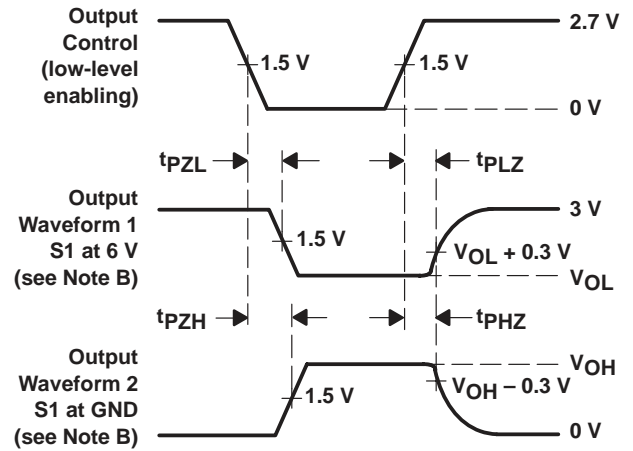 Output
Control
(low-level
enabling)
1.5 V
1.5 V
2.7 V
0 V
tPZL
tPLZ
Output
Waveform 1
S1 at 6 V
(see Note B)
1.5 V
3 V
VOL + 0.3 V
VOL
tPZH
tPHZ
Output
Waveform 2
S1 at GND
(see Note B)
1.5 V
VOH
VOH – 0.3 V
0 V